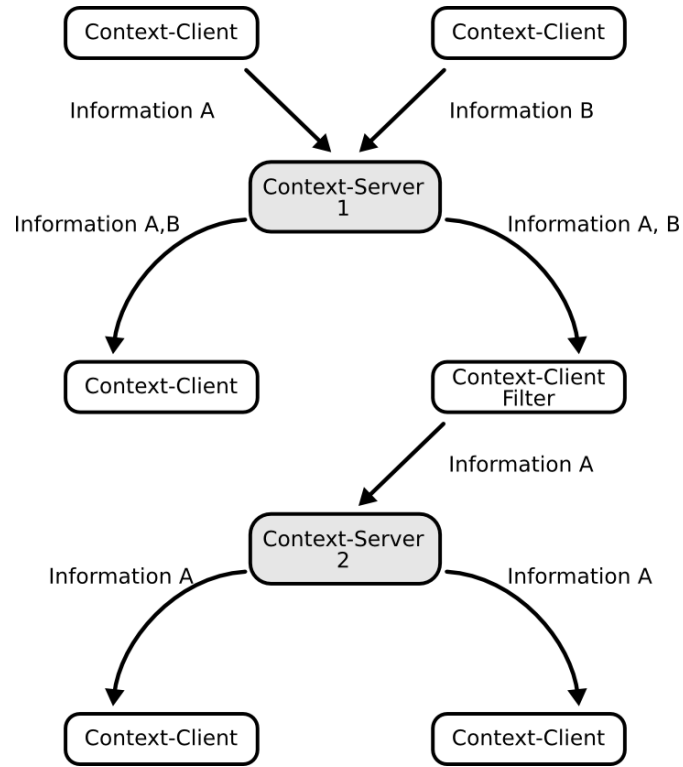 Context-Client
Context-Client
Information A
Information B
Context-Server
1
Information A,B
Information A, B
Context-Client
Context-Client
Filter
Information A
Context-Server
2
Information A
Information A
Context-Client
Context-Client